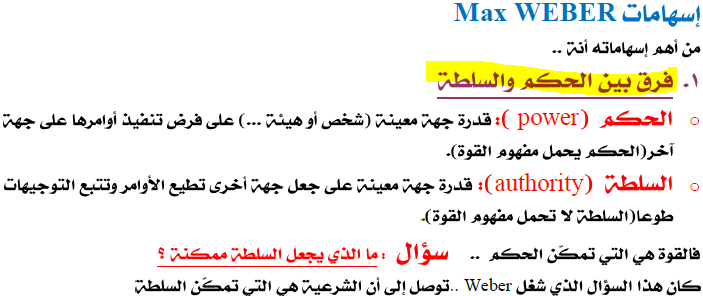 إسهامات Max WEBER
من أهم إسهاماته أنة ..
١. فرق بين الحكم والسلطة
○ الحكم (power ): قدرة جهة معينة (شخص أو هيئة ...) على فرض تنفيذ أوامرها على جهة
آخر(الحكم يحمل مفهوم القوة).
○ السلطة (authority): قدرة جهة معينة على جعل جهة أخرى تطيع الأوامر وتتبع التوجيهات
طوعا(السلطة لا تحمل مفهوم القوة).
فالقوة هي التي تمكّن الحكم .. سؤال : ما الذي يجعل السلطة ممكنة ؟
كان هذا السؤال الذي شغل Weber ..توصل إلى أن الشرعية هي التي تمكّن السلطة